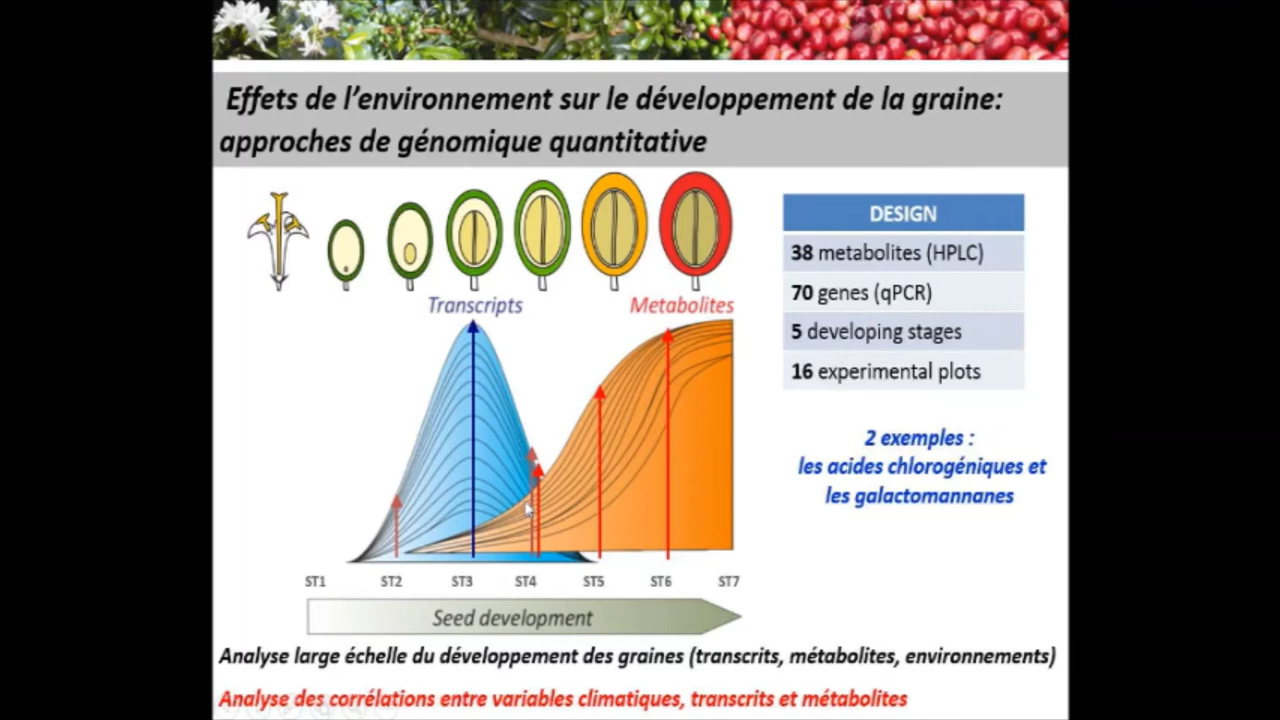 Effets de l'environnement sur le développement de la graine:
approches de génomique quantitative
Transcripts
Metabolites
ST1 ST2 ST3 ST4 ST5 ST6 ST7
Seed development
DESIGN
38 metabolites (HPLC)
70 genes (qPCR)
5 developing stages
16 experimental plots
2 exemples :
les acides chlorogéniques et
les galactomannanes
Analyse large échelle du développement des graines (transcrits, métabolites, environnements)
Analyse des corrélations entre variables climatiques, transcrits et métabolites